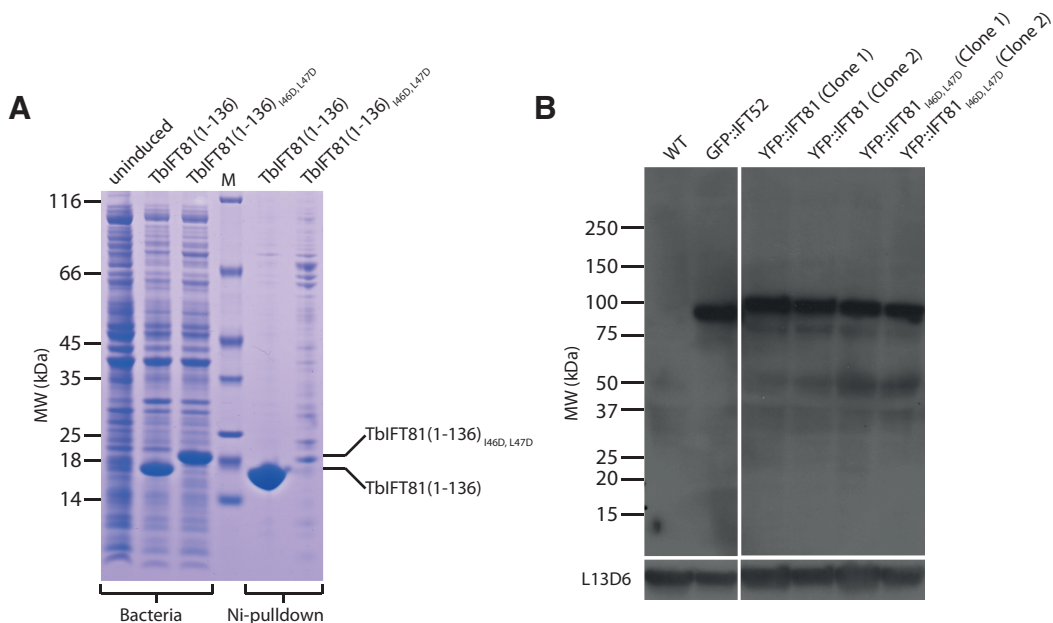 A
uninduced
TbIFT81(1-136)
TbIFT81(1-136) I46D, L47D
M
TbIFT81(1-136)
TbIFT81(1-136) I46D, L47D
116
66
45
35
25
18
14
MW (kDa)
TbIFT81(1-136) I46D, L47D
TbIFT81(1-136)
Bacteria
Ni-pulldown
B
WT
GFP::IFT52
YFP::IFT81 (Clone 1)
YFP::IFT81 (Clone 2)
YFP::IFT81 I46D, L47D (Clone 1)
YFP::IFT81 I46D, L47D (Clone 2)
250
150
100
75
50
37
25
20
15
MW (kDa)
L13D6